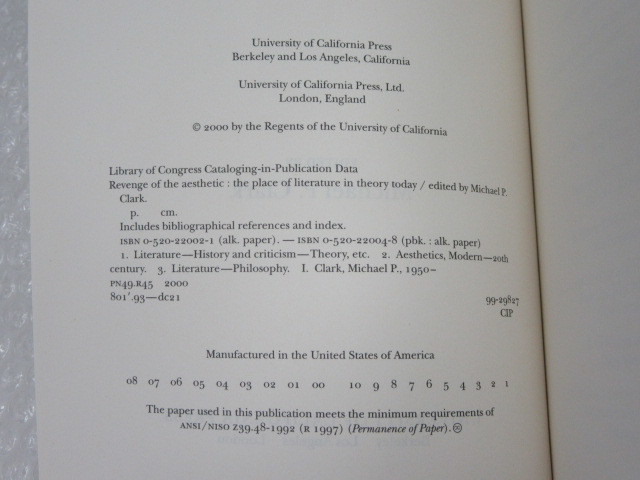 University of California Press
Berkeley and Los Angeles, California
University of California Press, Ltd.
London, England
© 2000 by the Regents of the University of California
Library of Congress Cataloging-in-Publication Data
Revenge of the aesthetic : the place of literature in theory today / edited by Michael P.
Clark.
p. cm.
Includes bibliographical references and index.
ISBN 0-520-22002-1 (alk. paper). — ISBN 0-520-22004-8 (pbk. : alk. paper)
1. Literature—History and criticism—Theory, etc. 2. Aesthetics, Modern—20th
century. 3. Literature—Philosophy. I. Clark, Michael P., 1950–
PN49.R45 2000
801'.93—dc21 99-29827
CIP
Manufactured in the United States of America
08 07 06 05 04 03 02 01 00 10 9 8 7 6 5 4 3 2 1
The paper used in this publication meets the minimum requirements of
ANSI/NISO Z39.48-1992 (R 1997) (Permanence of Paper).♾